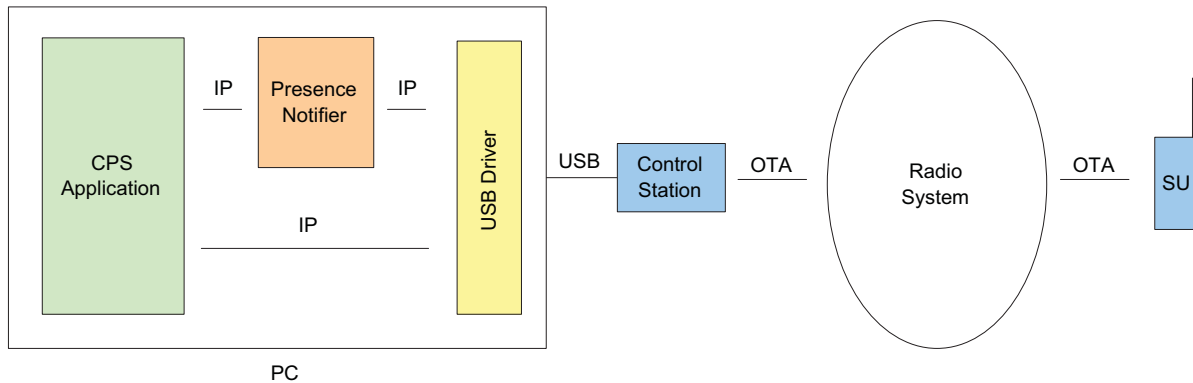 IP
Presence
Notifier
IP
CPS
Application
IP
USB Driver
USB
Control
Station
OTA
Radio
System
OTA
SU
PC